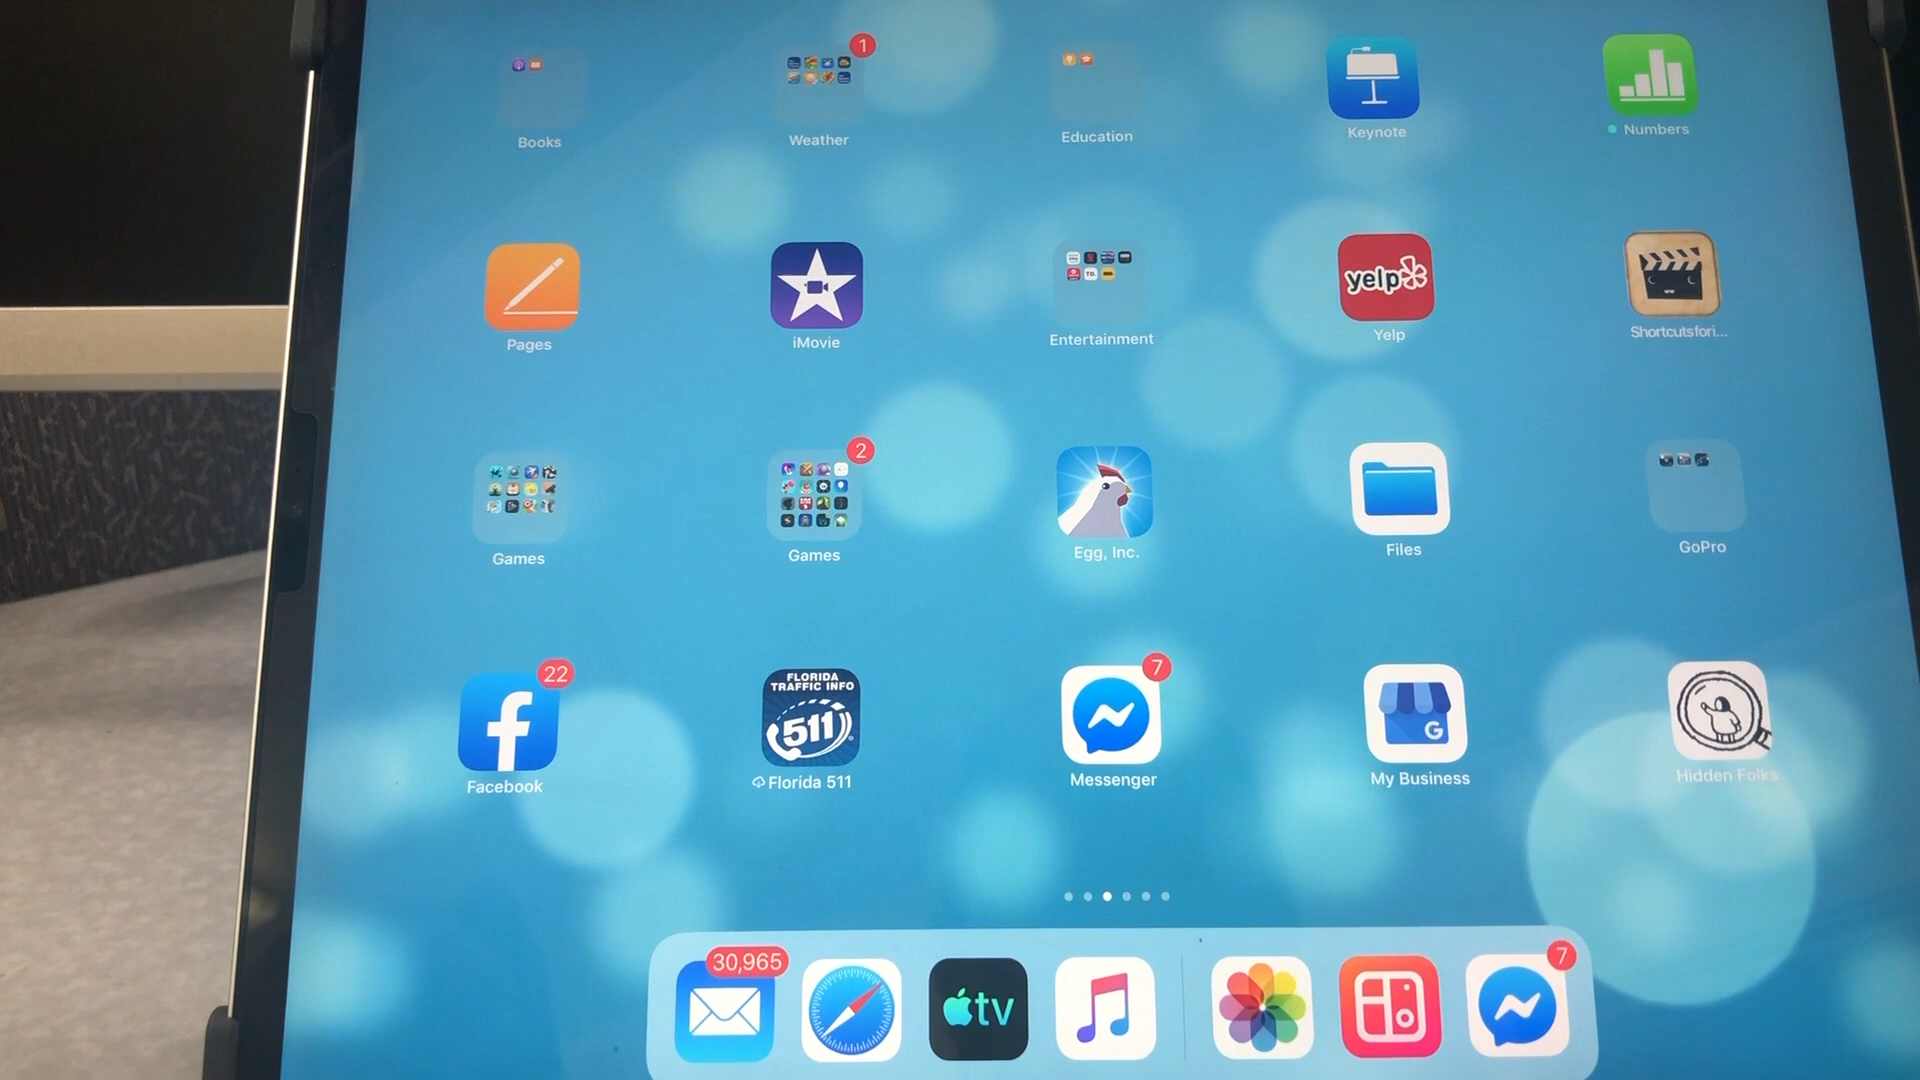 1
Books
Weather
Education
Keynote
Numbers
yelp
Pages
iMovie
Entertainment
Yelp
Shortcutsfori...
2
Games
Games
Egg, Inc.
Files
GoPro
22
FLORIDA
TRAFFIC INFO
511
7
G
Facebook
Florida 511
Messenger
My Business
Hidden Folks
30,965
tv
7